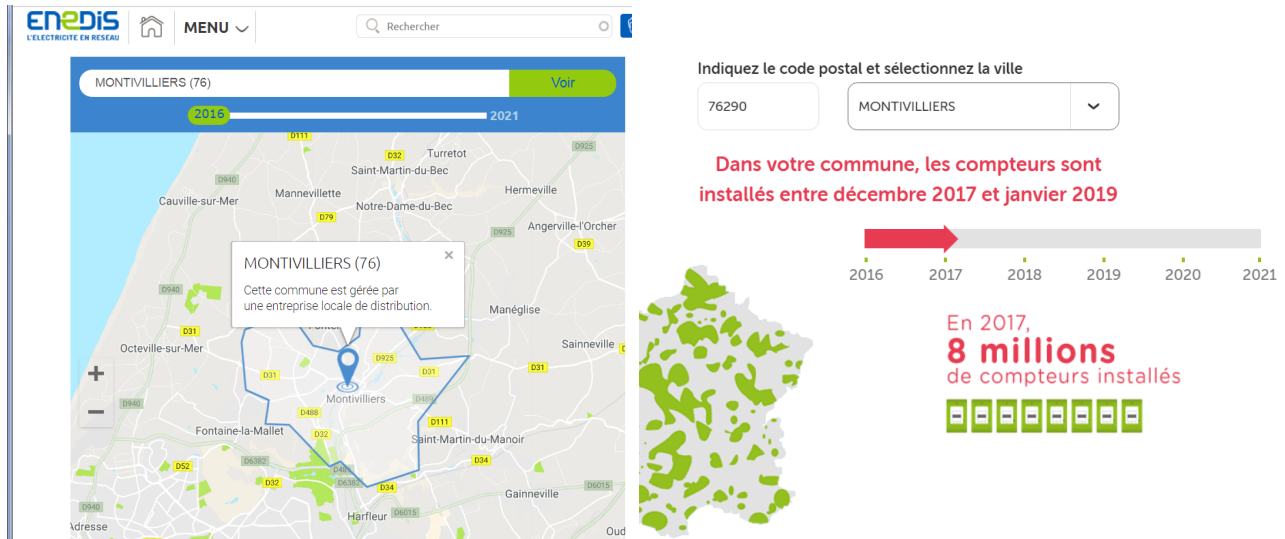 ENEDIS
L'ELECTRICITE EN RESEAU
MENU
Rechercher
MONTIVILLIERS (76)
Voir
2016
2021
D111
D925
D32
Turretot
Saint-Martin-du-Bec
D940
Mannevillette
Hermeville
Cauville-sur-Mer
Notre-Dame-du-Bec
D79
Angerville-l'Orcher
D925
D39
MONTIVILLIERS (76)
×
Cette commune est gérée par
une entreprise locale de distribution.
D940
Manéglise
D31
Octeville-sur-Mer
Sainneville
D925
D31
D31
D31
+
Montivilliers
D489
D940
−
D488
D111
Fontaine-la-Mallet
D32
Saint-Martin-du-Manoir
D6382
D34
D52
D489
D32
D6382
D34
D6015
Gainneville
D940
Harfleur
D6015
Adresse
Oud
Indiquez le code postal et sélectionnez la ville
76290
MONTIVILLIERS
Dans votre commune, les compteurs sont
installés entre décembre 2017 et janvier 2019
2016 2017 2018 2019 2020 2021
En 2017,
8 millions
de compteurs installés